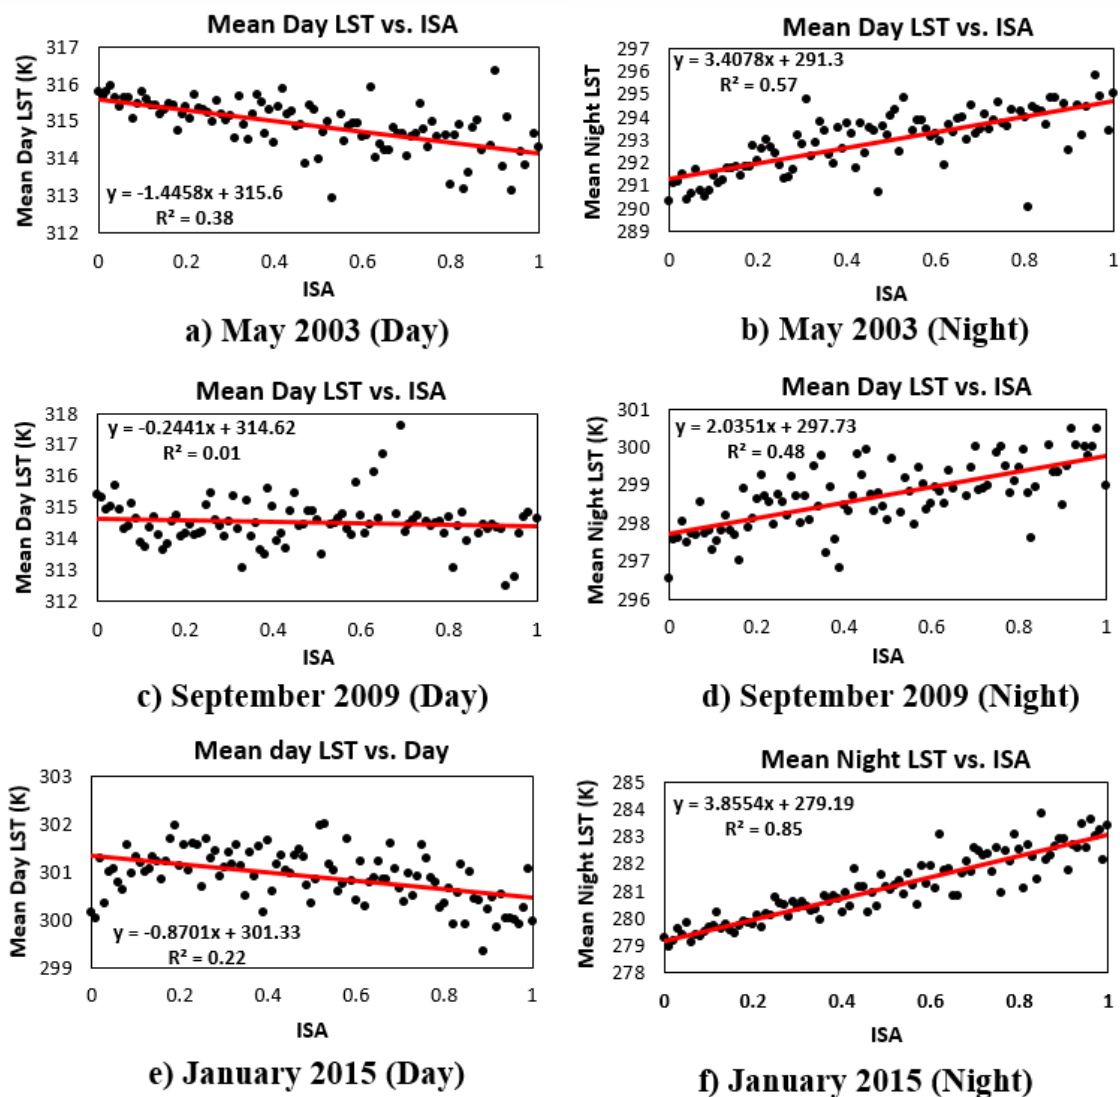 Mean Day LST vs. ISA
Mean Day LST (K)
317
316
315
314
313
312
y = -1.4458x + 315.6
R² = 0.38
0 0.2 0.4 0.6 0.8 1
ISA
a) May 2003 (Day)
Mean Day LST vs. ISA
Mean Night LST
297
296
295
294
293
292
291
290
289
y = 3.4078x + 291.3
R² = 0.57
0 0.2 0.4 0.6 0.8 1
ISA
b) May 2003 (Night)
Mean Day LST vs. ISA
Mean Day LST (K)
318
317
316
315
314
313
312
y = -0.2441x + 314.62
R² = 0.01
0 0.2 0.4 0.6 0.8 1
ISA
c) September 2009 (Day)
Mean Day LST vs. ISA
Mean Night LST (K)
301
300
299
298
297
296
y = 2.0351x + 297.73
R² = 0.48
0 0.2 0.4 0.6 0.8 1
ISA
d) September 2009 (Night)
Mean day LST vs. Day
Mean Day LST (K)
303
302
301
300
299
y = -0.8701x + 301.33
R² = 0.22
0 0.2 0.4 0.6 0.8 1
ISA
e) January 2015 (Day)
Mean Night LST vs. ISA
Mean Night LST (K)
285
284
283
282
281
280
279
278
y = 3.8554x + 279.19
R² = 0.85
0 0.2 0.4 0.6 0.8 1
ISA
f) January 2015 (Night)